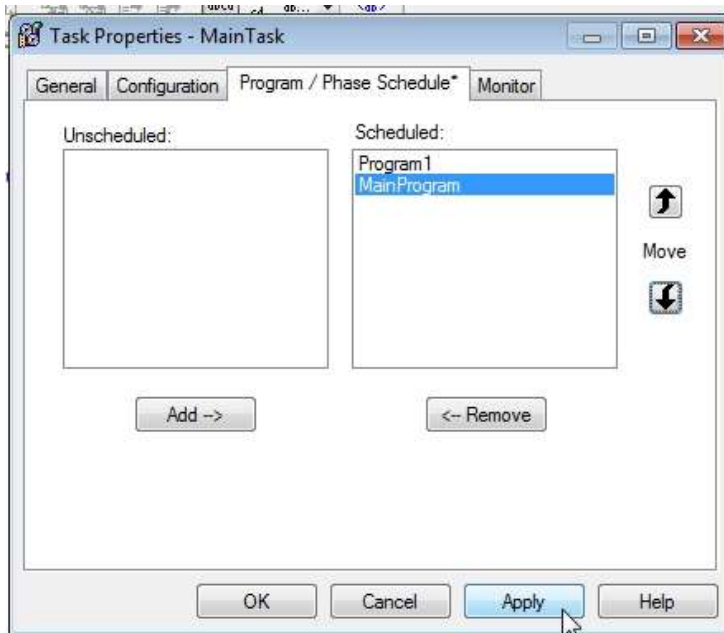 Task Properties - MainTask
General
Configuration
Program / Phase Schedule*
Monitor
Unscheduled:
Scheduled:
Program1
MainProgram
Move
Add -->
<-- Remove
OK
Cancel
Apply
Help